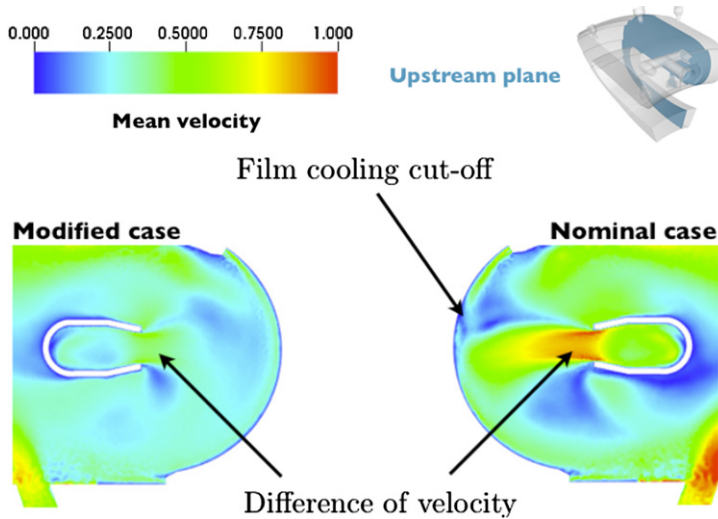 0.000 0.2500 0.5000 0.7500 1.000
Mean velocity
Upstream plane
Film cooling cut-off
Modified case
Nominal case
Difference of velocity